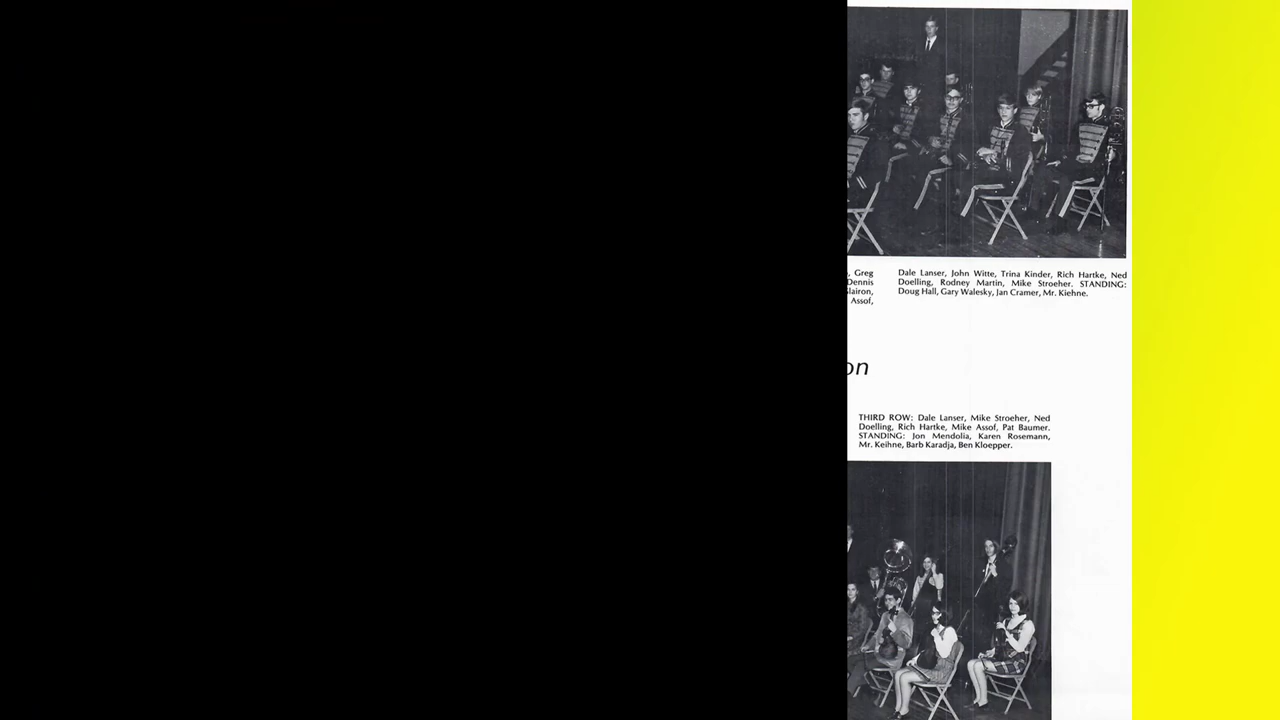 , Greg
Dennis
Assof,
Dale Lanser, John Witte, Trina Kinder, Rich Hartke, Ned
Doelling, Rodney Martin, Mike Stroeher. STANDING:
Doug Hall, Gary Walesky, Jan Cramer, Mr. Kiehne.
on
THIRD ROW: Dale Lanser, Mike Stroeher, Ned
Doelling, Rich Hartke, Mike Assof, Pat Baumer.
STANDING: Jon Mendolia, Karen Rosemann,
Mr. Keihne, Barb Karadja, Ben Kloepper.